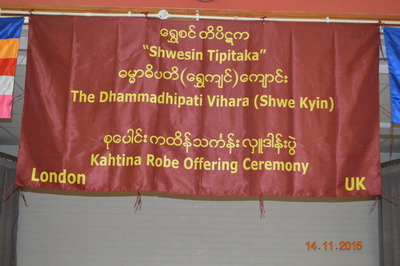 ရွှေစင် တိပိဋက
“Shwesin Tipitaka”
ဓမ္မာဓိပတိ(ရွှေကျင်)ကျောင်း
The Dhammadhipati Vihara (Shwe Kyin)
စုပေါင်း ကထိန်သင်္ကန်း လှူဒါန်းပွဲ
Kahtina Robe Offering Ceremony
London
UK
14.11.2015